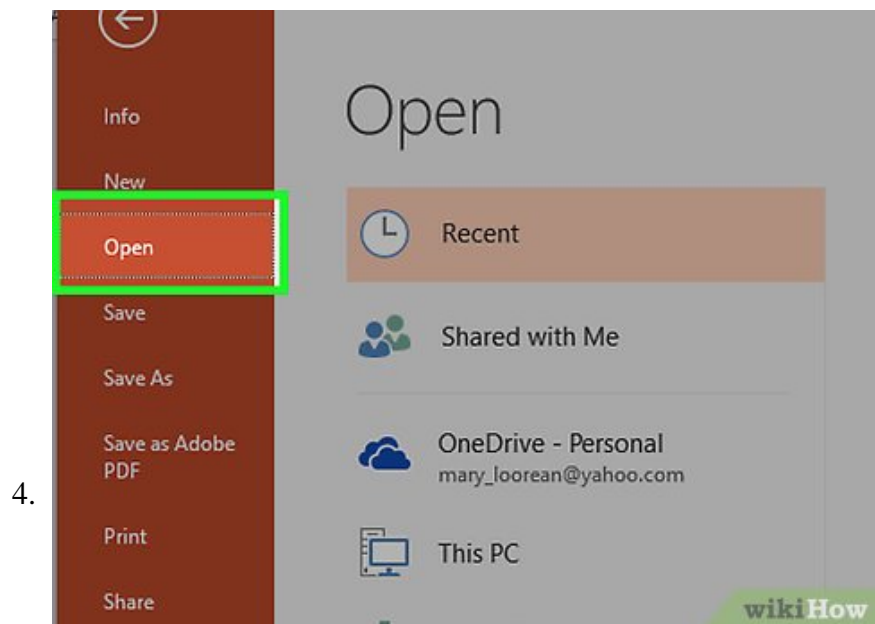 Info
New
Open
Save
Save As
Save as Adobe
PDF
4.
Print
Share
Open
Recent
Shared with Me
OneDrive - Personal
mary_loorean@yahoo.com
This PC
wikiHow